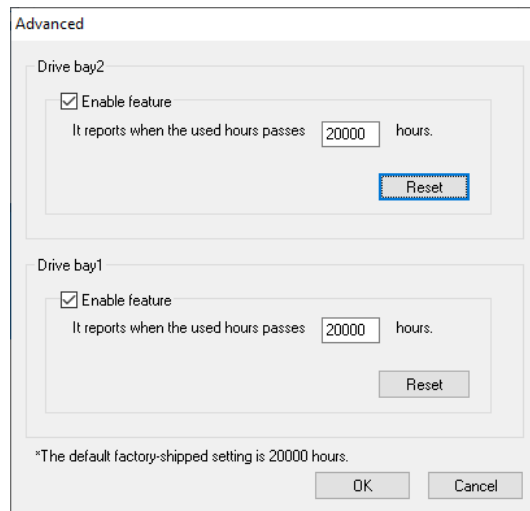 Advanced
Drive bay2
Enable feature
It reports when the used hours passes 20000 hours.
Reset
Drive bay1
Enable feature
It reports when the used hours passes 20000 hours.
Reset
*The default factory-shipped setting is 20000 hours.
OK Cancel